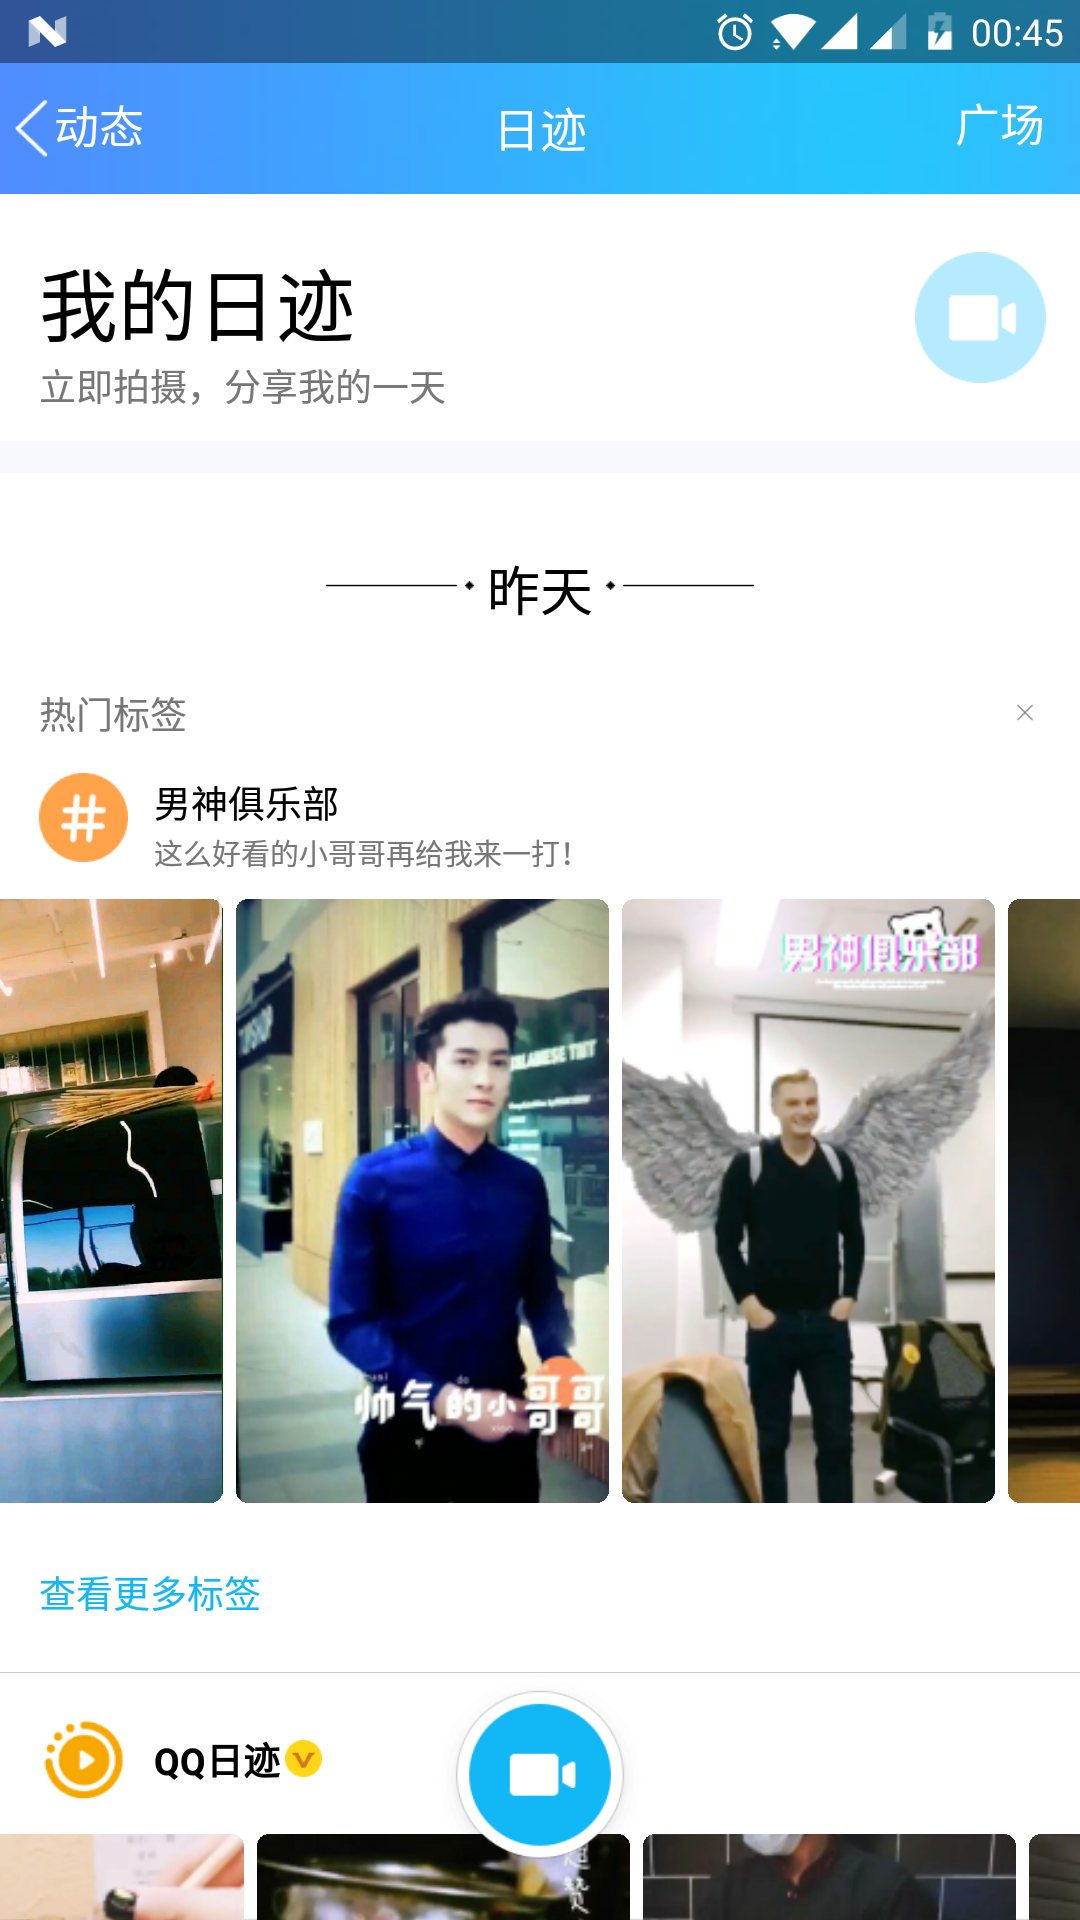 00:45
动态
日迹
广场
我的日迹
立即拍摄，分享我的一天
昨天
热门标签
男神俱乐部
这么好看的小哥哥再给我来一打！
男神俱乐部
帅气的小哥哥
查看更多标签
QQ日迹